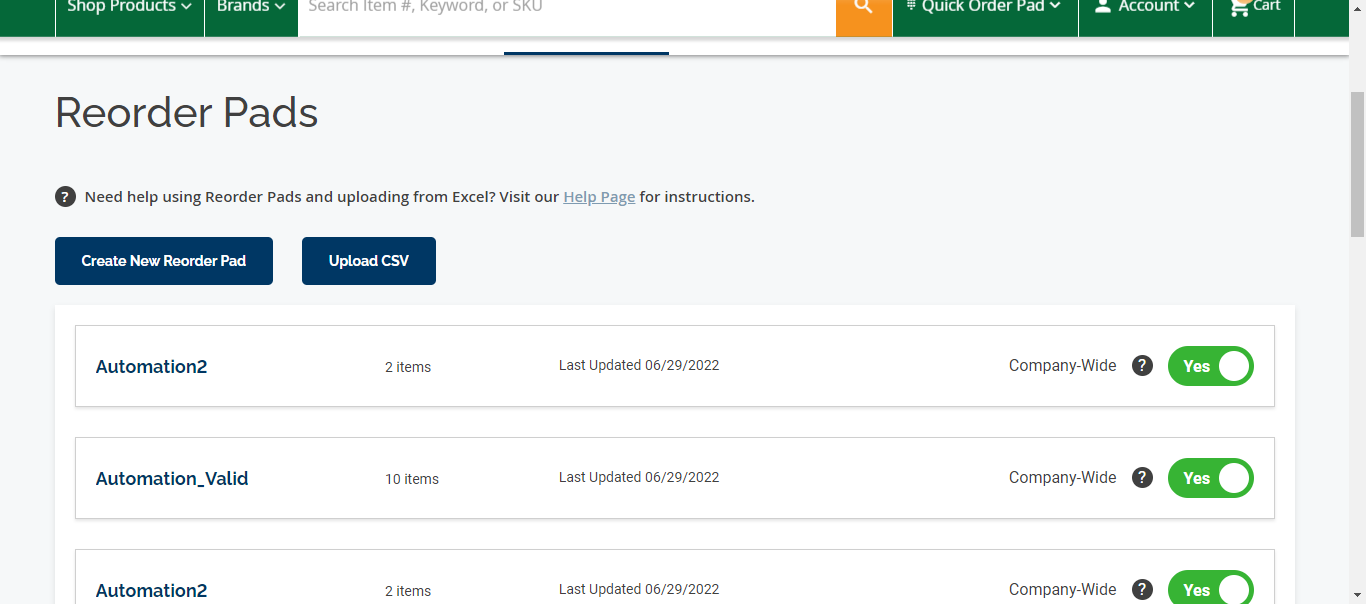 Shop Products
Brands
Search Item #, Keyword, or SKU
Quick Order Pad
Account
Cart
Reorder Pads
? Need help using Reorder Pads and uploading from Excel? Visit our Help Page for instructions.
Create New Reorder Pad
Upload CSV
Automation2 2 items Last Updated 06/29/2022 Company-Wide ? Yes
Automation_Valid 10 items Last Updated 06/29/2022 Company-Wide ? Yes
Automation2 2 items Last Updated 06/29/2022 Company-Wide ? Yes